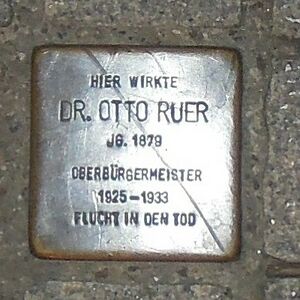 HIER WIRKTE
DR. OTTO RUER
JG. 1879
OBERBÜRGERMEISTER
1925-1933
FLUCHT IN DEN TOD